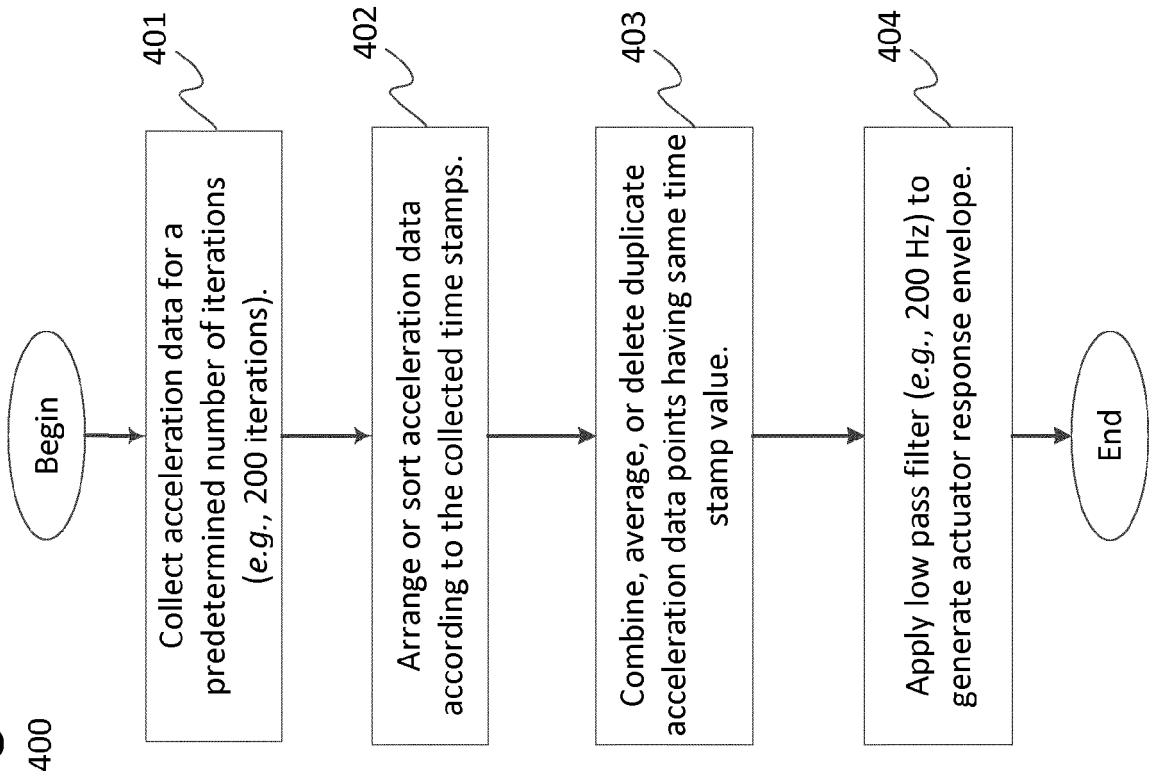 400
Begin
401
Collect acceleration data for a
predetermined number of iterations
(e.g., 200 iterations).
402
Arrange or sort acceleration data
according to the collected time stamps.
403
Combine, average, or delete duplicate
acceleration data points having same time
stamp value.
404
Apply low pass filter (e.g., 200 Hz) to
generate actuator response envelope.
End